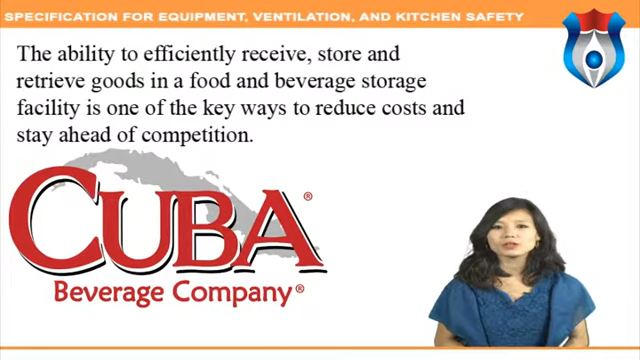 SPECIFICATION FOR EQUIPMENT, VENTILATION, AND KITCHEN SAFETY
The ability to efficiently receive, store and
retrieve goods in a food and beverage storage
facility is one of the key ways to reduce costs and
stay ahead of competition.
CUBA®
Beverage Company®